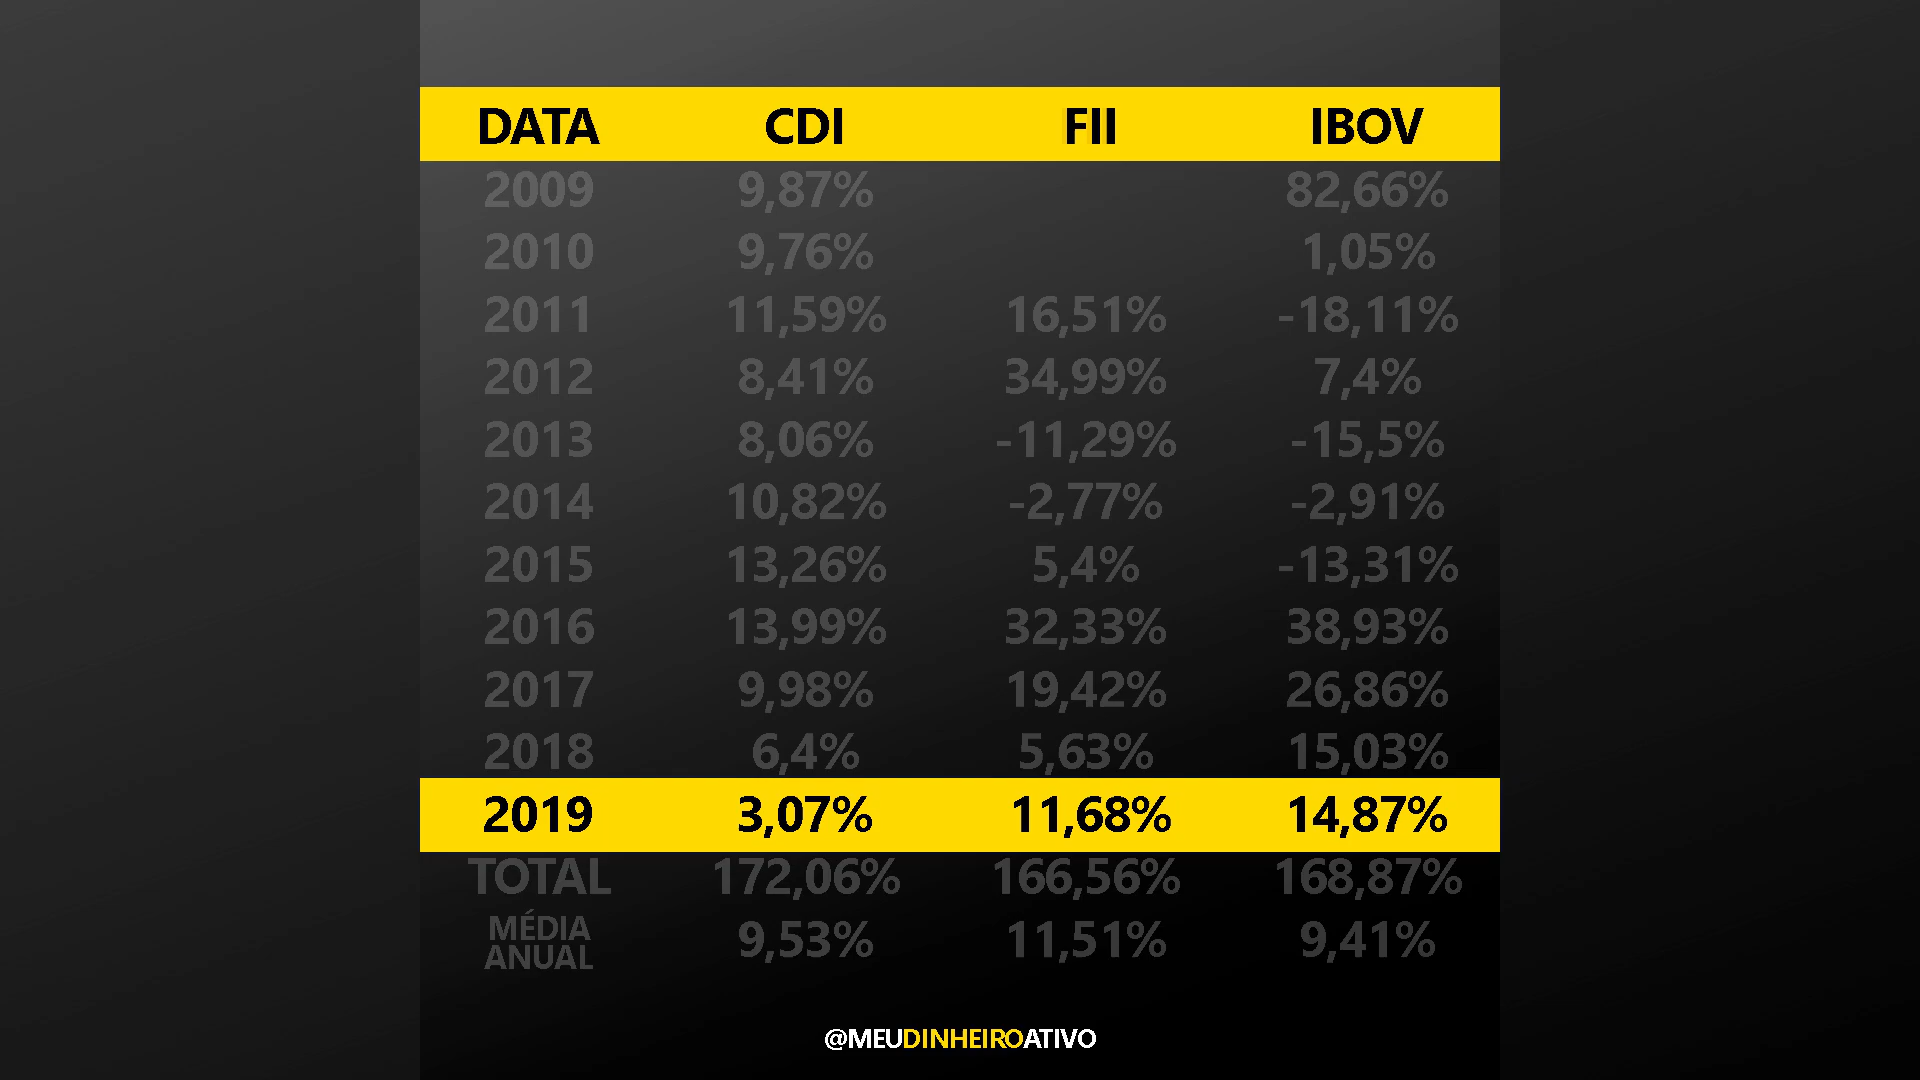 DATA CDI FII IBOV
2009 9,87% 82,66%
2010 9,76% 1,05%
2011 11,59% 16,51% -18,11%
2012 8,41% 34,99% 7,4%
2013 8,06% -11,29% -15,5%
2014 10,82% -2,77% -2,91%
2015 13,26% 5,4% -13,31%
2016 13,99% 32,33% 38,93%
2017 9,98% 19,42% 26,86%
2018 6,4% 5,63% 15,03%
2019 3,07% 11,68% 14,87%
TOTAL 172,06% 166,56% 168,87%
MÉDIA
ANUAL 9,53% 11,51% 9,41%
@MEUDINHEIROATIVO